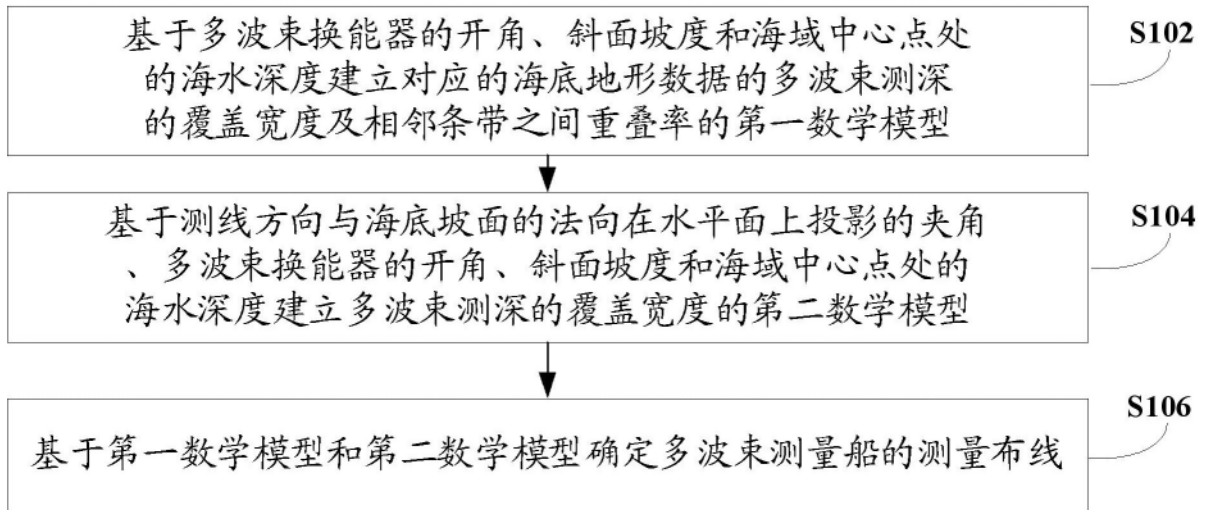 基于多波束换能器的开角、斜面坡度和海域中心点处
的海水深度建立对应的海底地形数据的多波束测深
的覆盖宽度及相邻条带之间重叠率的第一数学模型
S102
基于测线方向与海底坡面的法向在水平面上投影的夹角
、多波束换能器的开角、斜面坡度和海域中心点处的
海水深度建立多波束测深的覆盖宽度的第二数学模型
S104
基于第一数学模型和第二数学模型确定多波束测量船的测量布线
S106